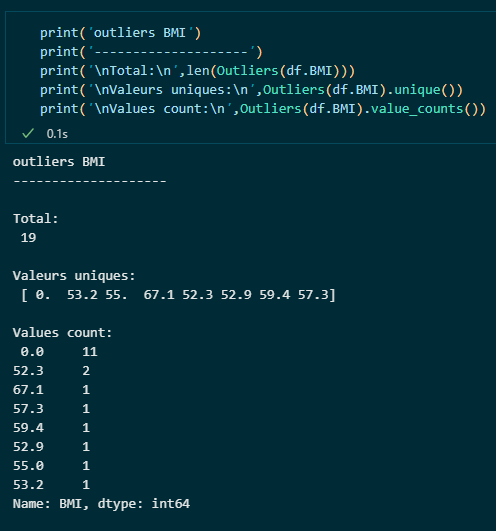 print('outliers BMI')
print('--------------------')
print('\nTotal:\n',len(Outliers(df.BMI)))
print('\nValeurs uniques:\n',Outliers(df.BMI).unique())
print('\nValues count:\n',Outliers(df.BMI).value_counts())
✓ 0.1s
outliers BMI
--------------------
Total:
19
Valeurs uniques:
[ 0.  53.2 55.  67.1 52.3 52.9 59.4 57.3]
Values count:
0.0     11
52.3     2
67.1     1
57.3     1
59.4     1
52.9     1
55.0     1
53.2     1
Name: BMI, dtype: int64